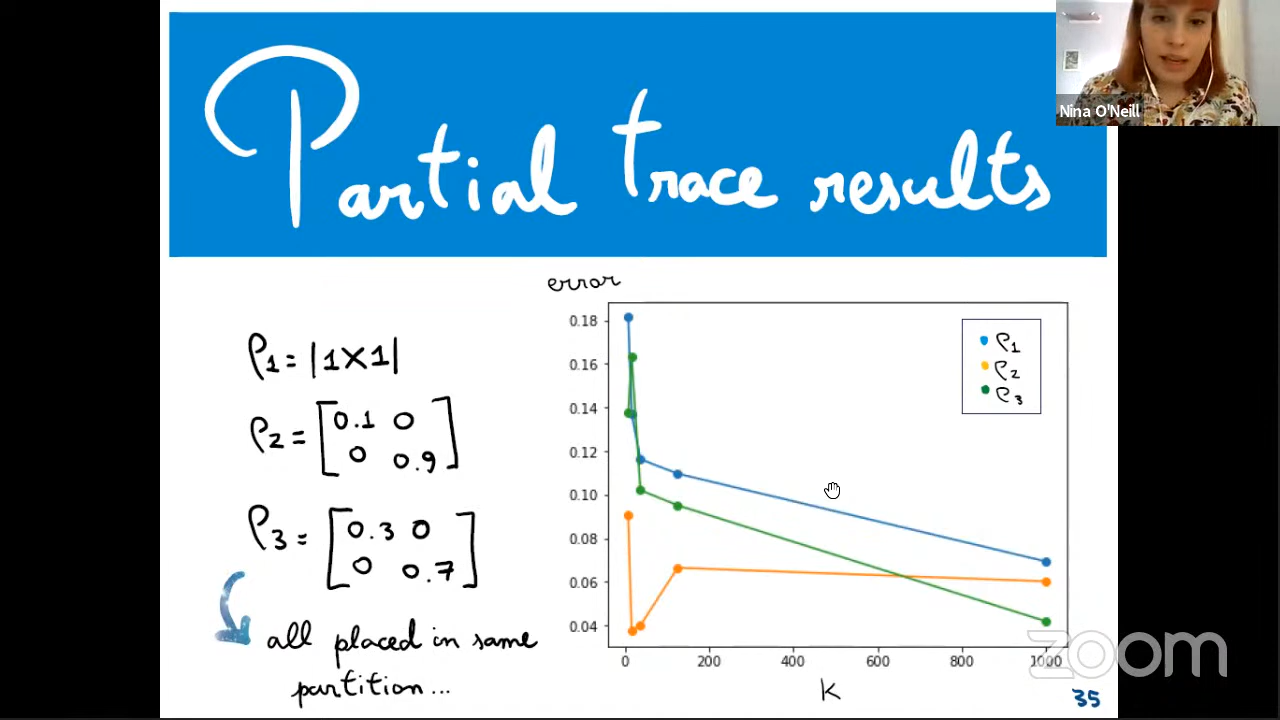 Nina O'Neill
Partial trace results
error
ρ1 = |1X1|
ρ2 = [0.1 0
0 0.9]
ρ3 = [0.3 0
0 0.7]
all placed in same
partition...
0.18
0.16
0.14
0.12
0.10
0.08
0.06
0.04
0 200 400 600 800 1000
K
ρ1
ρ2
ρ3
zoom
35